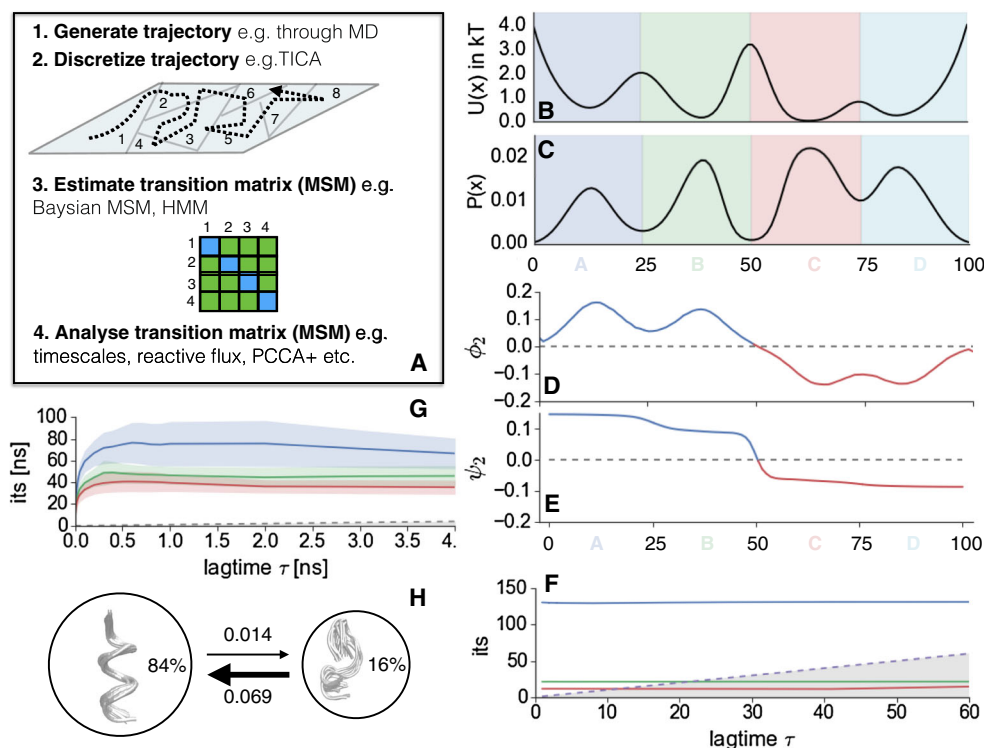 1. Generate trajectory e.g. through MD
2. Discretize trajectory e.g.TICA
1 2 3 4 5 6 7 8
3. Estimate transition matrix (MSM) e.g.
Baysian MSM, HMM
1 2 3 4
1
2
3
4
4. Analyse transition matrix (MSM) e.g.
timescales, reactive flux, PCCA+ etc.
A
U(x) in kT
4.0
3.0
2.0
1.0
0.0
B
P(x)
0.02
0.01
0.00
C
0 A 25 B 50 C 75 D 100
ϕ₂
0.2
0.1
0.0
−0.1
−0.2
D
ψ₂
0.1
0.0
−0.1
−0.2
E
0 A 25 B 50 C 75 D 100
F
its
150
100
50
0
0 10 20 30 40 50 60
lagtime τ
G
its [ns]
100
80
60
40
20
0
0.0 0.5 1.0 1.5 2.0 2.5 3.0 3.5 4.
lagtime τ [ns]
H
84%
0.014
0.069
16%